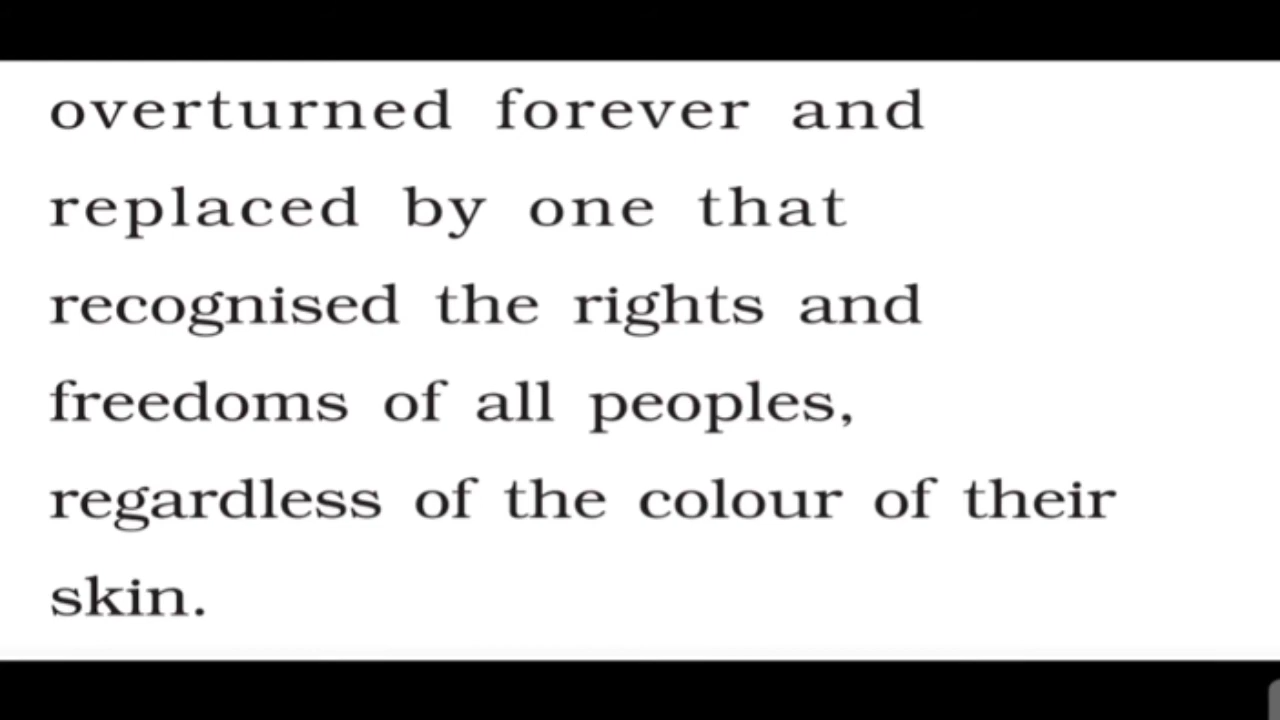 overturned forever and
replaced by one that
recognised the rights and
freedoms of all peoples,
regardless of the colour of their
skin.